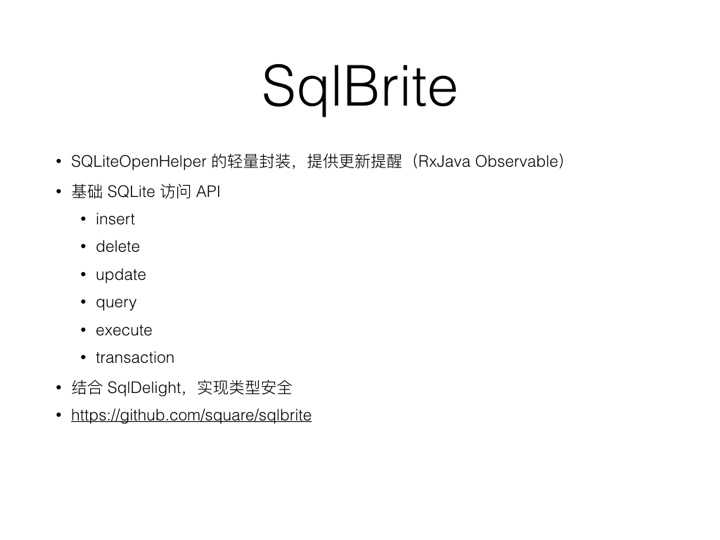 SqlBrite
• SQLiteOpenHelper 的轻量封装，提供更新提醒（RxJava Observable）
• 基础 SQLite 访问 API
• insert
• delete
• update
• query
• execute
• transaction
• 结合 SqlDelight，实现类型安全
• https://github.com/square/sqlbrite